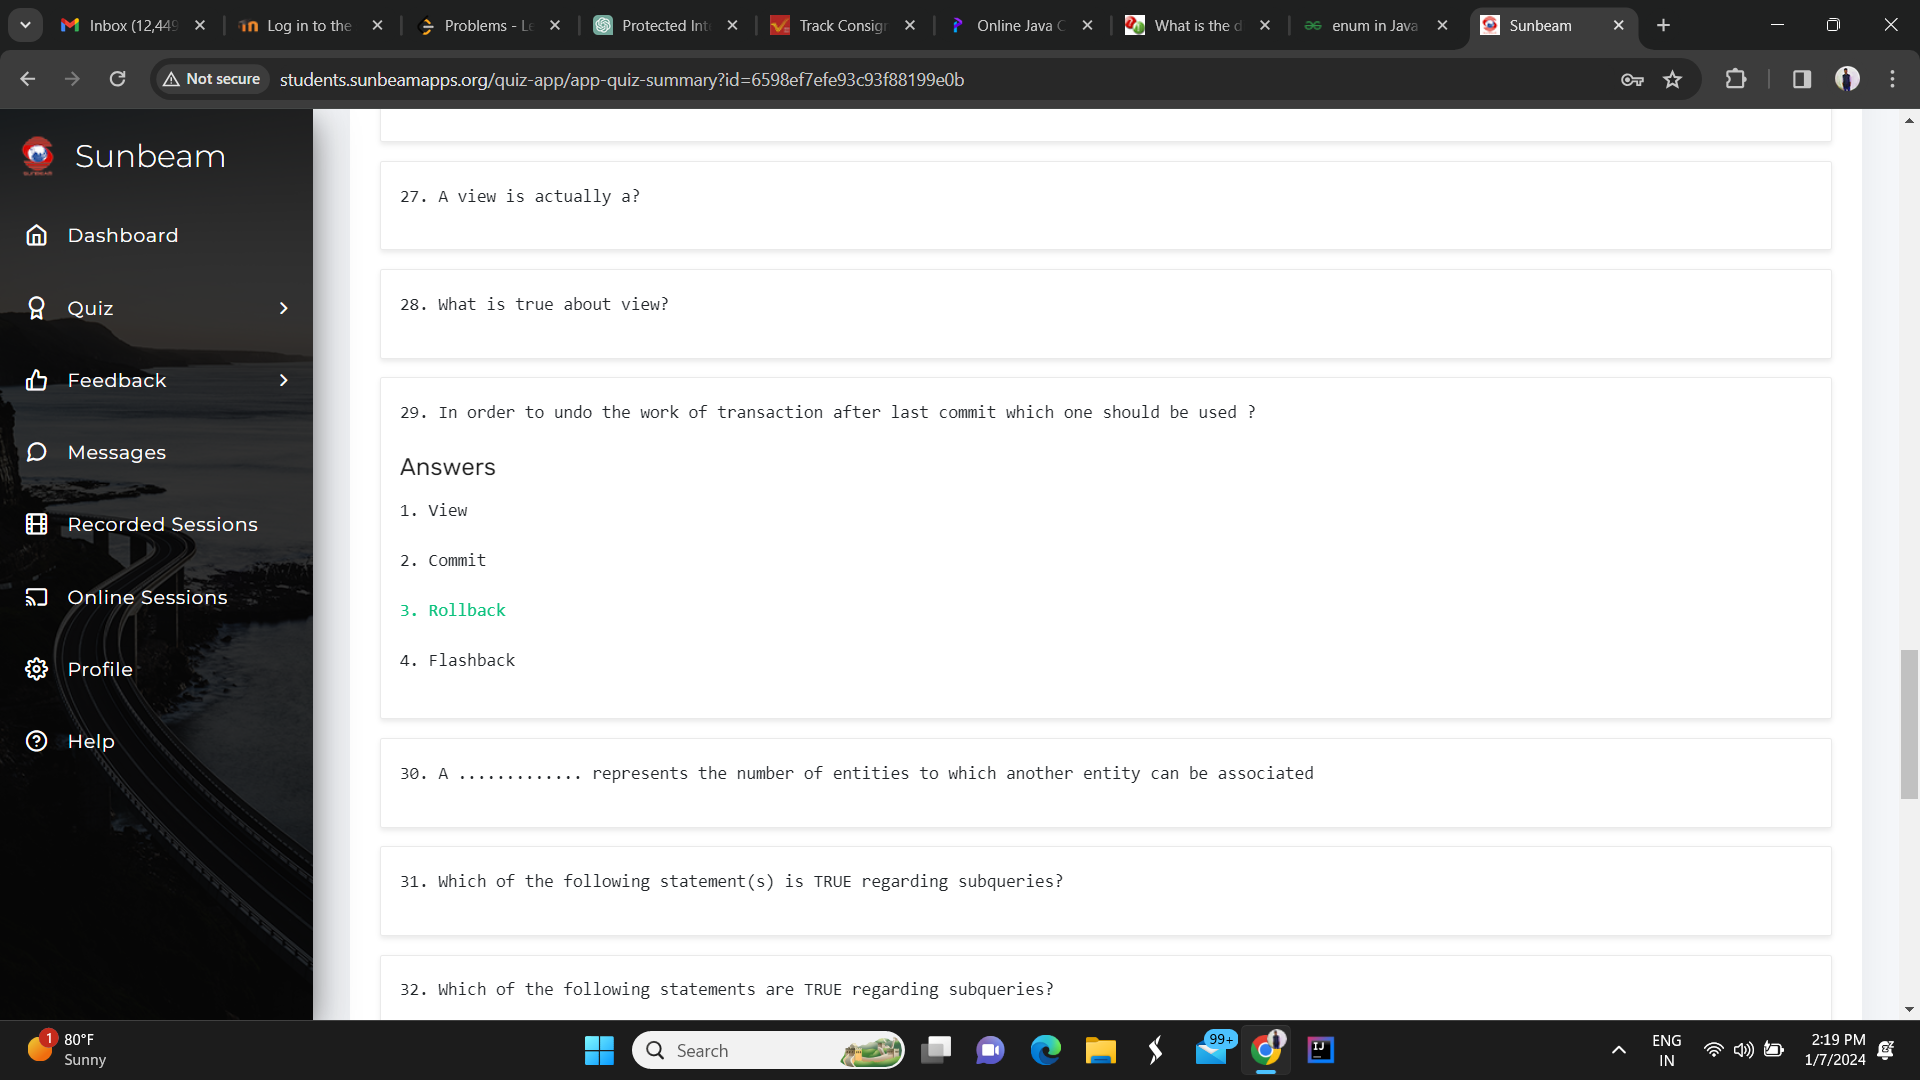 Inbox (12,449
Log in to the
Problems - Le
Protected Int
Track Consign
Online Java C
What is the d
enum in Java
Sunbeam
Not secure
students.sunbeamapps.org/quiz-app/app-quiz-summary?id=6598ef7efe93c93f88199e0b
Sunbeam
Dashboard
Quiz
Feedback
Messages
Recorded Sessions
Online Sessions
Profile
Help
27. A view is actually a?
28. What is true about view?
29. In order to undo the work of transaction after last commit which one should be used ?
Answers
1. View
2. Commit
3. Rollback
4. Flashback
30. A ............. represents the number of entities to which another entity can be associated
31. Which of the following statement(s) is TRUE regarding subqueries?
32. Which of the following statements are TRUE regarding subqueries?
1
80°F
Sunny
Search
99+
IJ
ENG
IN
2:19 PM
1/7/2024